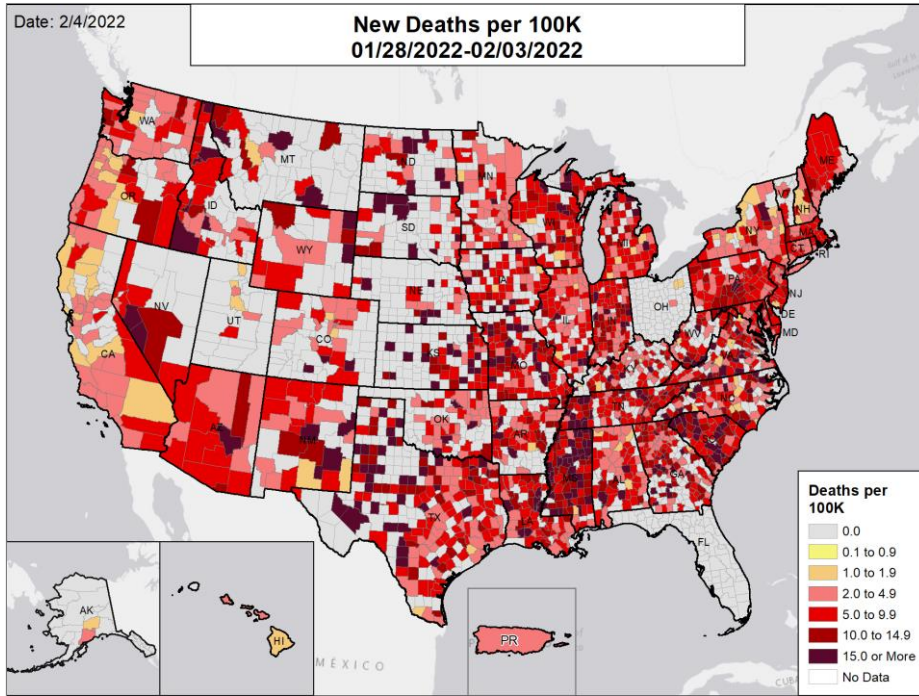 Date: 2/4/2022
New Deaths per 100K
01/28/2022-02/03/2022
WA
MT
ND
MN
ME
OR
ID
SD
WI
MI
NY
NH
WY
MA
CT
RI
IA
NE
PA
NJ
NV
UT
CO
IL
IN
OH
DE
MD
CA
KS
MO
KY
WV
VA
AZ
NM
OK
AR
TN
NC
SC
TX
LA
MS
AL
GA
FL
AK
HI
PR
MÉXICO
Deaths per
100K
0.0
0.1 to 0.9
1.0 to 1.9
2.0 to 4.9
5.0 to 9.9
10.0 to 14.9
15.0 or More
No Data